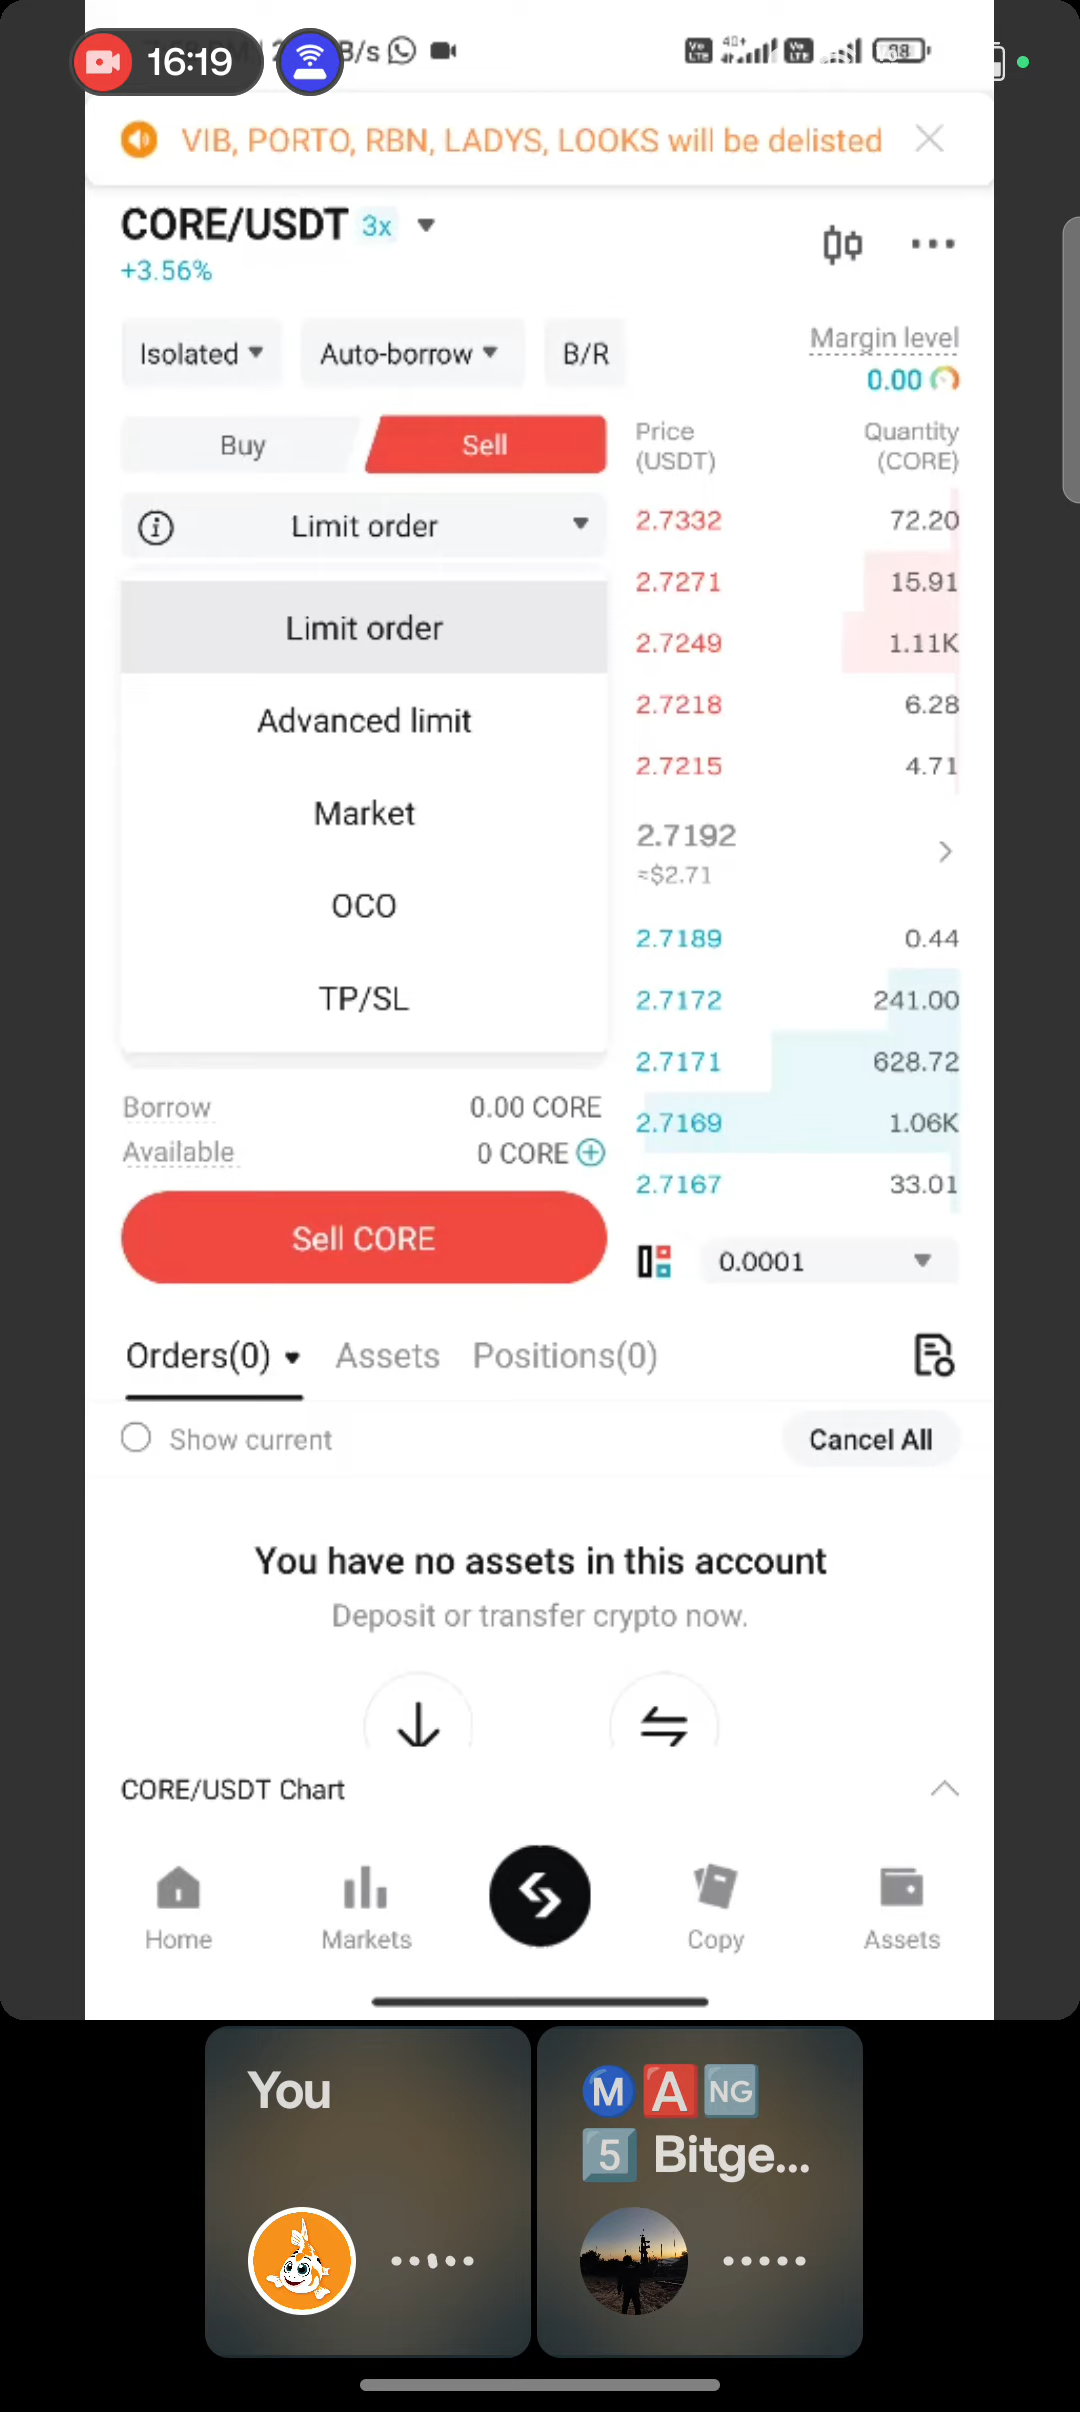 16:19
B/s
VIB, PORTO, RBN, LADYS, LOOKS will be delisted
CORE/USDT 3x
+3.56%
Isolated
Auto-borrow
B/R
Margin level
0.00
Buy
Sell
Limit order
Limit order
Advanced limit
Market
OCO
TP/SL
Borrow 0.00 CORE
Available 0 CORE
Sell CORE
Price
(USDT)
Quantity
(CORE)
2.7332 72.20
2.7271 15.91
2.7249 1.11K
2.7218 6.28
2.7215 4.71
2.7192
≈$2.71
2.7189 0.44
2.7172 241.00
2.7171 628.72
2.7169 1.06K
2.7167 33.01
0.0001
Orders(0) Assets Positions(0)
Show current
Cancel All
You have no assets in this account
Deposit or transfer crypto now.
CORE/USDT Chart
Home Markets Copy Assets
You
Ⓜ️🅰️🆖
5️⃣ Bitge...